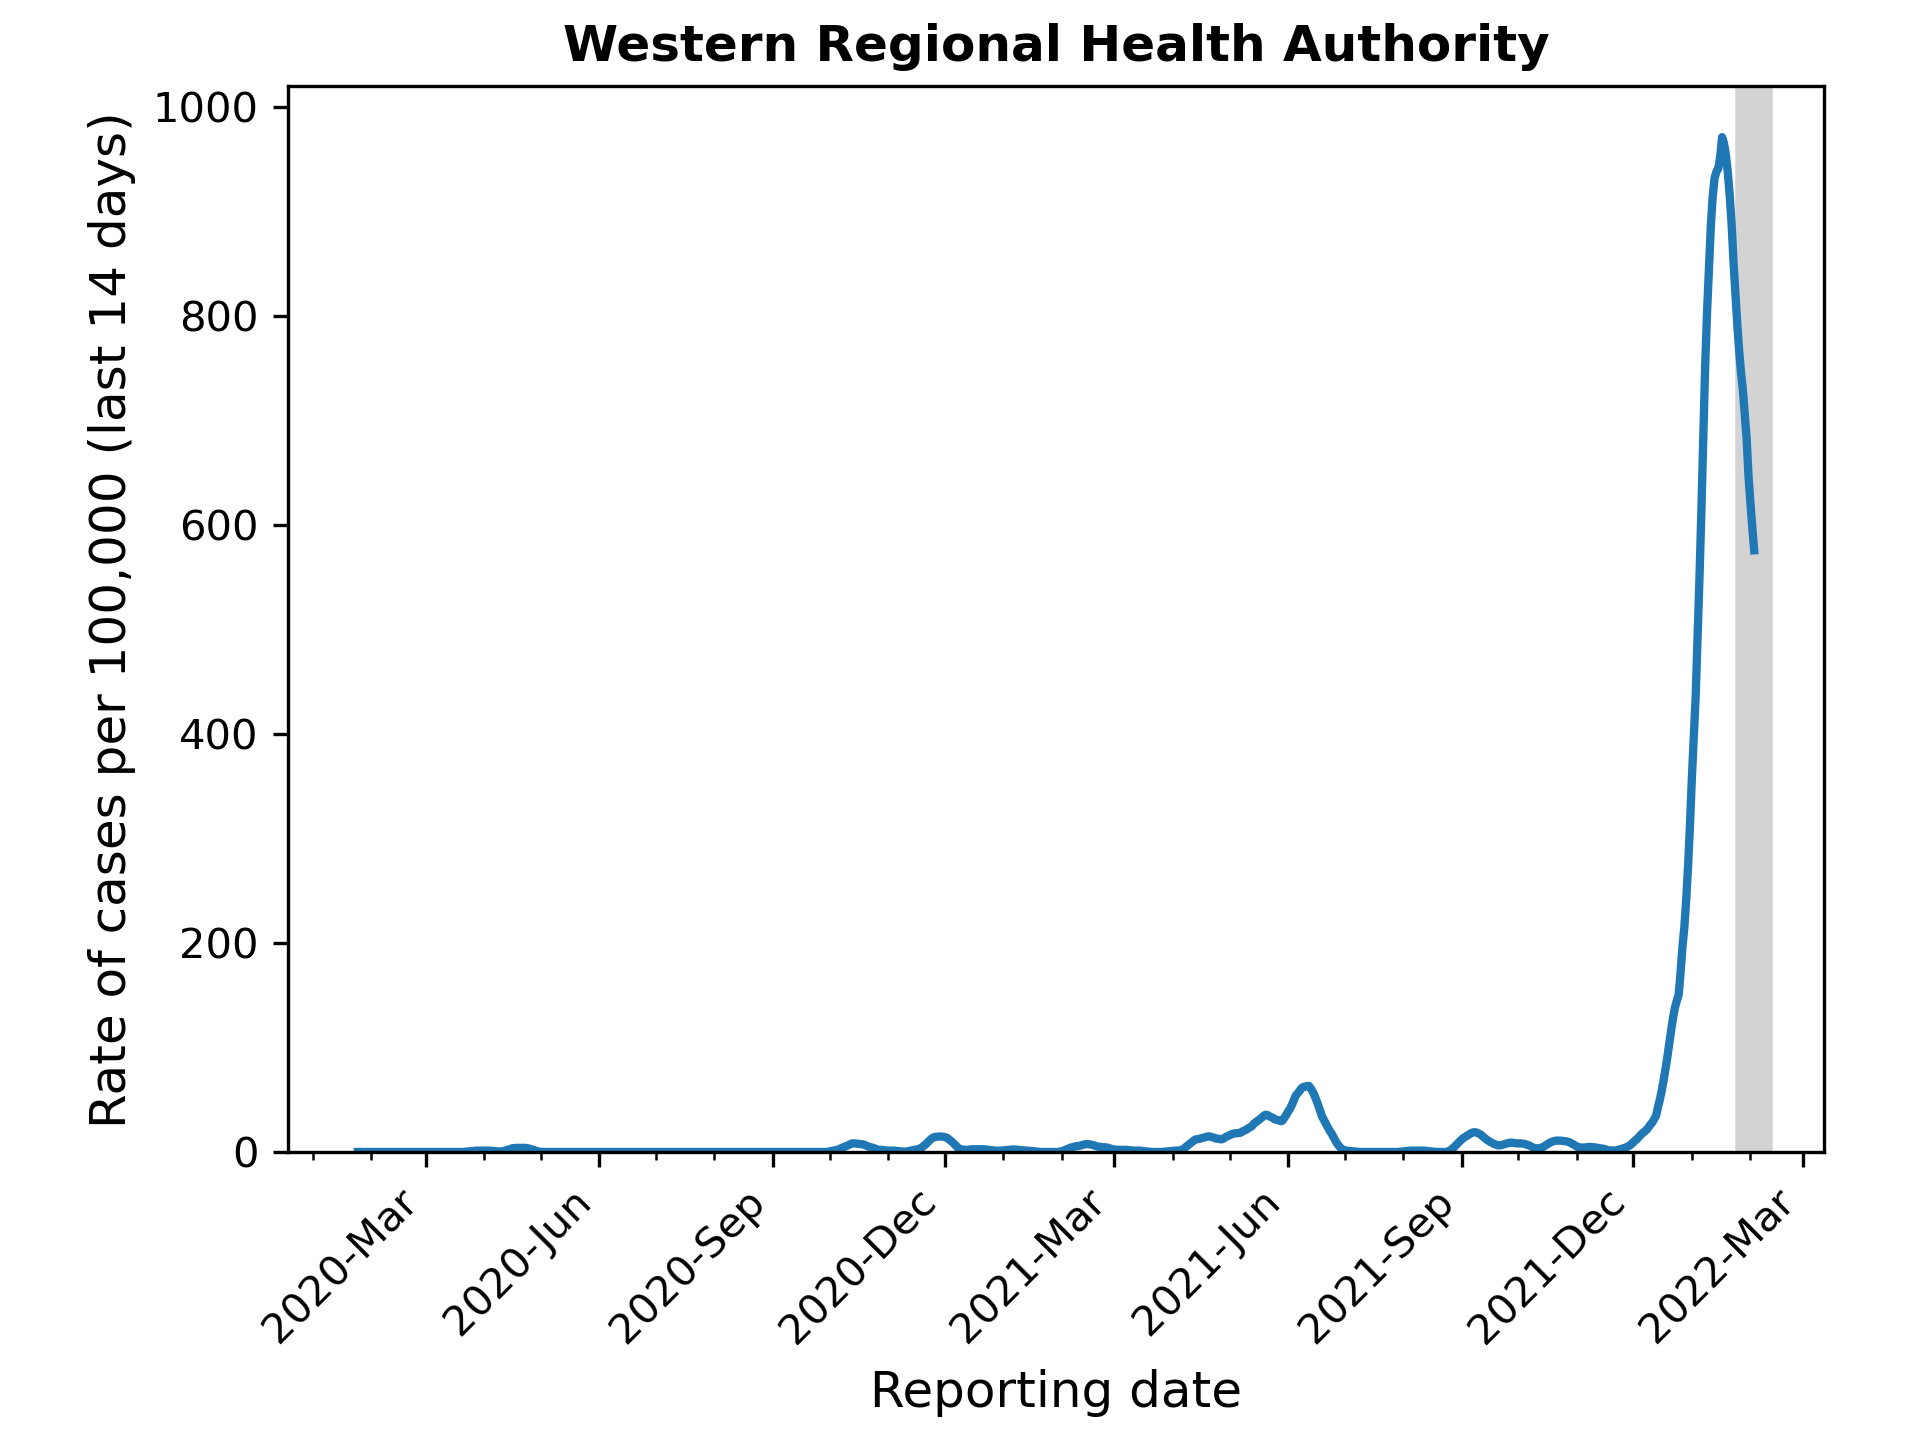 Western Regional Health Authority
Rate of cases per 100,000 (last 14 days)
1000
800
600
400
200
0
2020-Mar
2020-Jun
2020-Sep
2020-Dec
2021-Mar
2021-Jun
2021-Sep
2021-Dec
2022-Mar
Reporting date